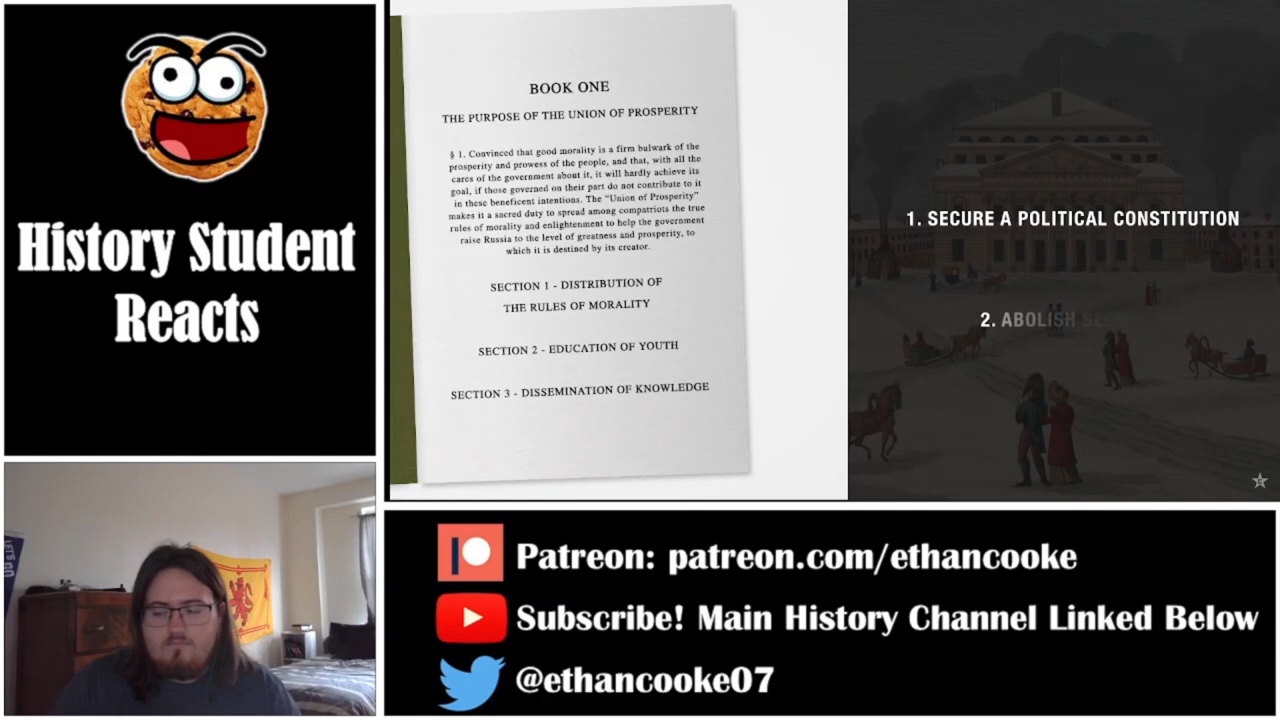 History Student
Reacts
LET'S GO
BOOK ONE
THE PURPOSE OF THE UNION OF PROSPERITY
§ 1. Convinced that good morality is a firm bulwark of the
prosperity and prowess of the people, and that, with all the
cares of the government about it, it will hardly achieve its
goal, if those governed on their part do not contribute to it
in these beneficent intentions. The “Union of Prosperity”
makes it a sacred duty to spread among compatriots the true
rules of morality and enlightenment to help the government
raise Russia to the level of greatness and prosperity, to
which it is destined by its creator.
SECTION 1 - DISTRIBUTION OF
THE RULES OF MORALITY
SECTION 2 - EDUCATION OF YOUTH
SECTION 3 - DISSEMINATION OF KNOWLEDGE
1. SECURE A POLITICAL CONSTITUTION
2. ABOLISH
Patreon: patreon.com/ethancooke
Subscribe! Main History Channel Linked Below
@ethancooke07